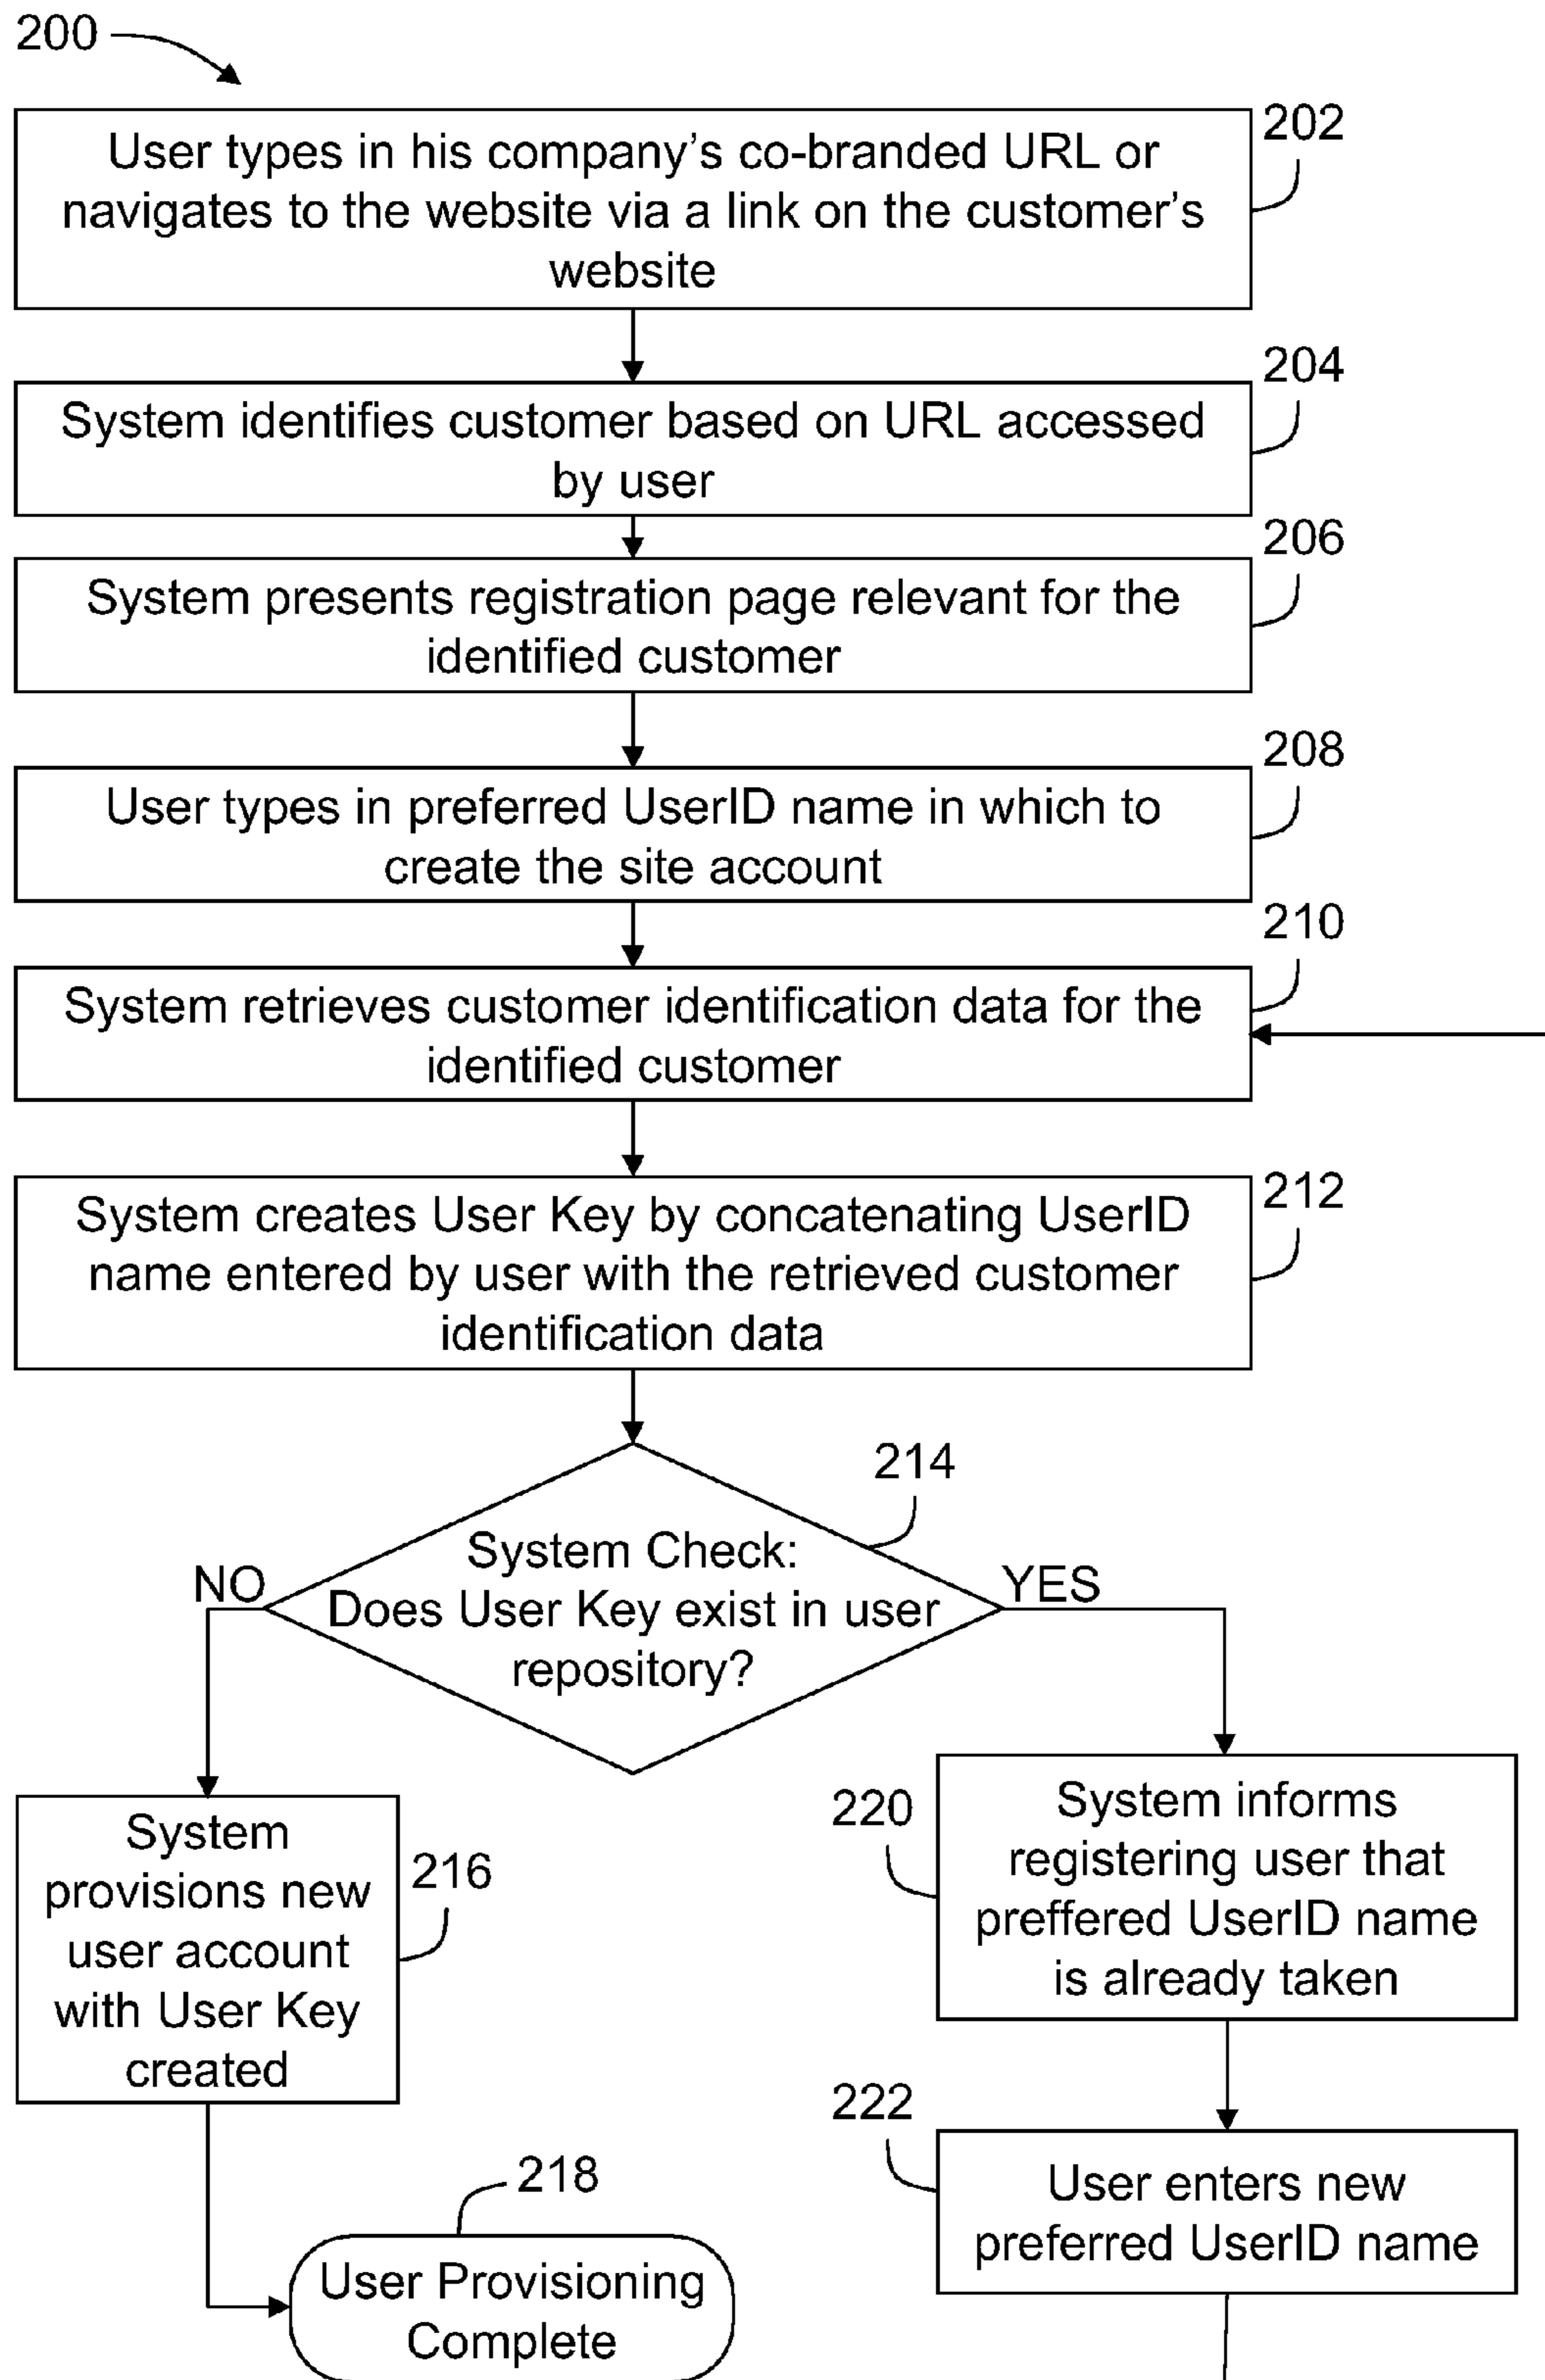 200
202
User types in his company's co-branded URL or
navigates to the website via a link on the customer's
website
204
System identifies customer based on URL accessed
by user
206
System presents registration page relevant for the
identified customer
208
User types in preferred UserID name in which to
create the site account
210
System retrieves customer identification data for the
identified customer
212
System creates User Key by concatenating UserID
name entered by user with the retrieved customer
identification data
214
System Check:
Does User Key exist in user
repository?
NO
YES
System
provisions new
user account
with User Key
created
216
220
System informs
registering user that
preffered UserID name
is already taken
222
User enters new
preferred UserID name
218
User Provisioning
Complete